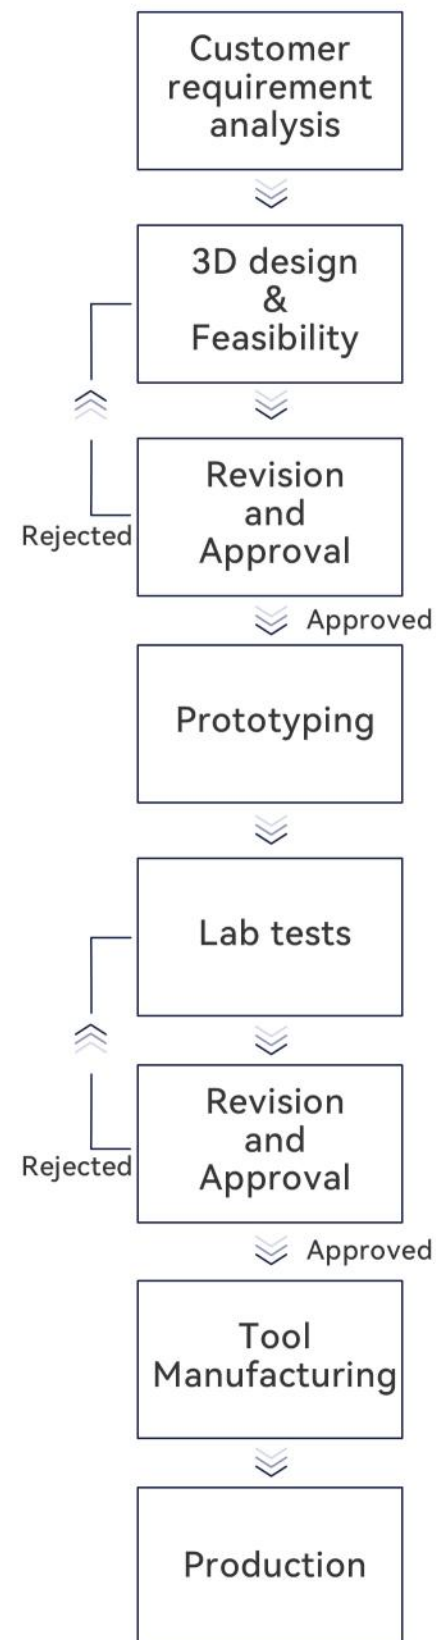 Customer
requirement
analysis
3D design
&
Feasibility
Revision
and
Approval
Rejected
Approved
Prototyping
Lab tests
Revision
and
Approval
Rejected
Approved
Tool
Manufacturing
Production